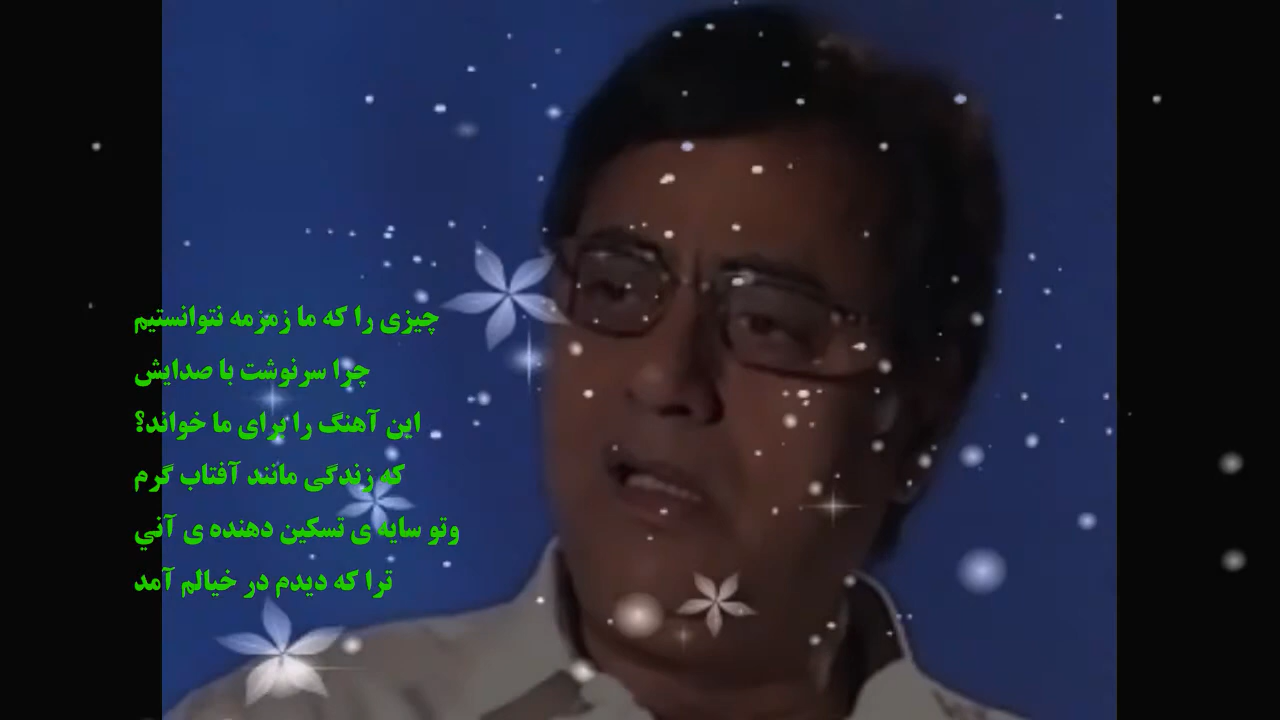 چیزی را که ما زمزمه نتوانستیم
چرا سرنوشت با صدایش
این آهنگ را برای ما خواند؟
که زندگی مانند آفتاب گرم
وتو سایه ی تسکین دهنده ی آني
ترا که دیدم در خیالم آمد